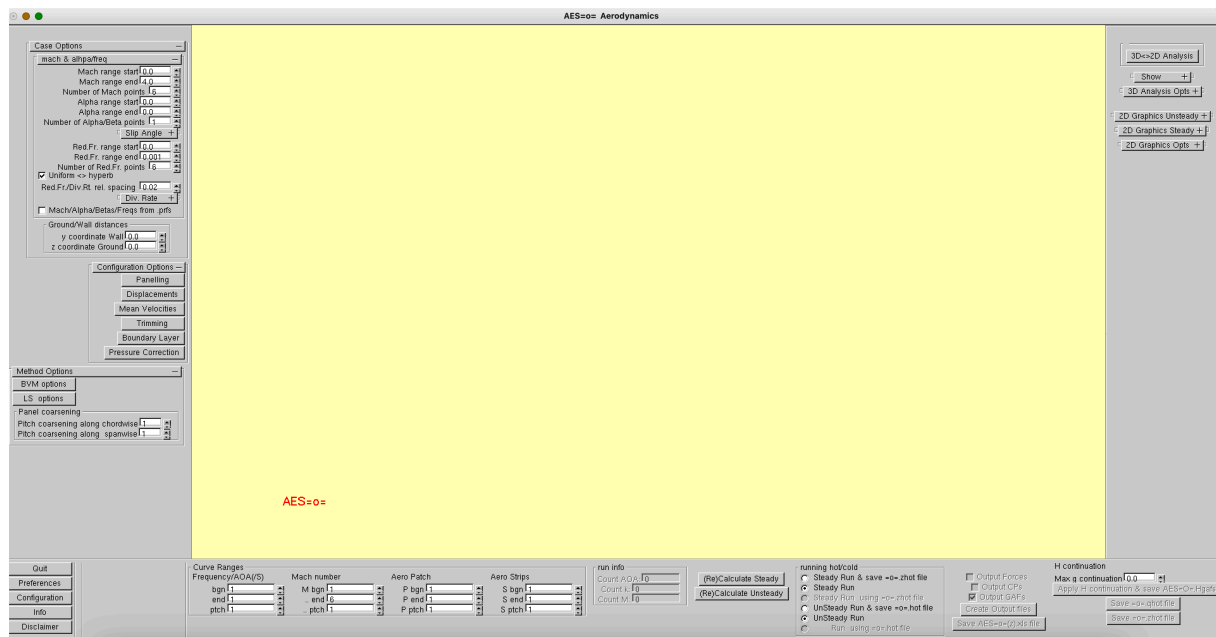 AES=o= Aerodynamics
Case Options
mach & alhpa/freq
Mach range start 0.0
Mach range end 4.0
Number of Mach points 6
Alpha range start 0.0
Alpha range end 0.0
Number of Alpha/Beta points 1
Slip Angle +
Red.Fr. range start 0.0
Red.Fr. range end 0.001
Number of Red.Fr. points 6
Uniform <> hyperb
Red.Fr./Div.Rt. rel. spacing 0.02
Div. Rate +
Mach/Alpha/Betas/Freqs from .prfs
Ground/Wall distances
y coordinate Wall 0.0
z coordinate Ground 0.0
Configuration Options
Panelling
Displacements
Mean Velocities
Trimming
Boundary Layer
Pressure Correction
Method Options
BVM options
LS options
Panel coarsening
Pitch coarsening along chordwise 1
Pitch coarsening along spanwise 1
AES=o=
3D<>2D Analysis
Show +
3D Analysis Opts +
2D Graphics Unsteady +
2D Graphics Steady +
2D Graphics Opts +
Quit
Preferences
Configuration
Info
Disclaimer
Curve Ranges
Frequency/AOA(/S) Mach number Aero Patch Aero Strips
bgn 1 M bgn 1 P bgn 1 S bgn 1
end 1 .. end 6 P end 1 S end 1
ptch 1 .. ptch 1 P ptch 1 S ptch 1
run info
Count AOA: 0
Count k: 0
Count M: 0
(Re)Calculate Steady
(Re)Calculate Unsteady
running hot/cold
Steady Run & save =o=.zhot file
Steady Run
Steady Run using =o=.zhot file
UnSteady Run & save =o=.hot file
UnSteady Run
Run using =o=.hot file
Output Forces
Output CPs
Output GAFs
Create Output files
Save AES=o=(z).xls file
H continuation
Max g continuation 0.0
Apply H continuation & save AES=O=.Hgafs
Save =o=.qhot file
Save =o=.zhot file